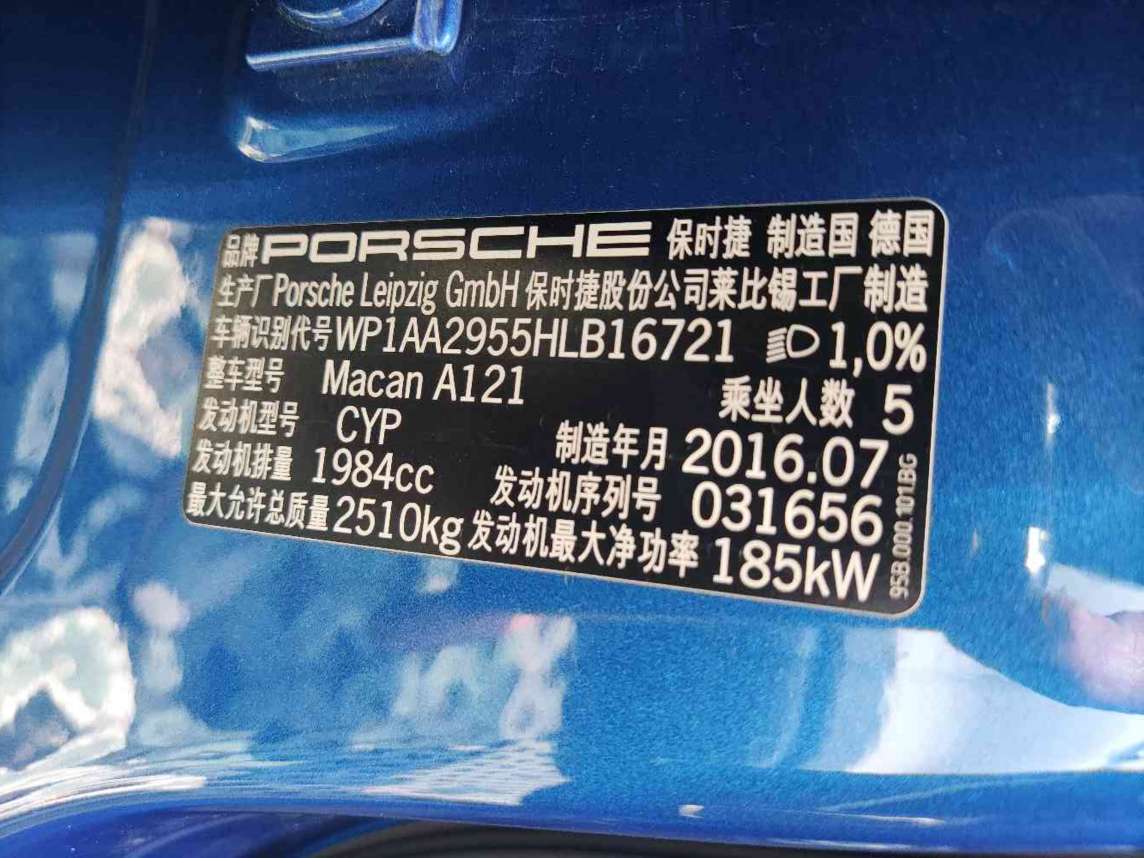 品牌 PORSCHE 保时捷 制造国 德国
生产厂 Porsche Leipzig GmbH 保时捷股份公司莱比锡工厂制造
车辆识别代号 WP1AA2955HLB16721 1,0%
整车型号 Macan A121 乘坐人数 5
发动机型号 CYP 制造年月 2016.07
发动机排量 1984cc 发动机序列号 031656
最大允许总质量 2510kg 发动机最大净功率 185kW
95B.000.101.BG